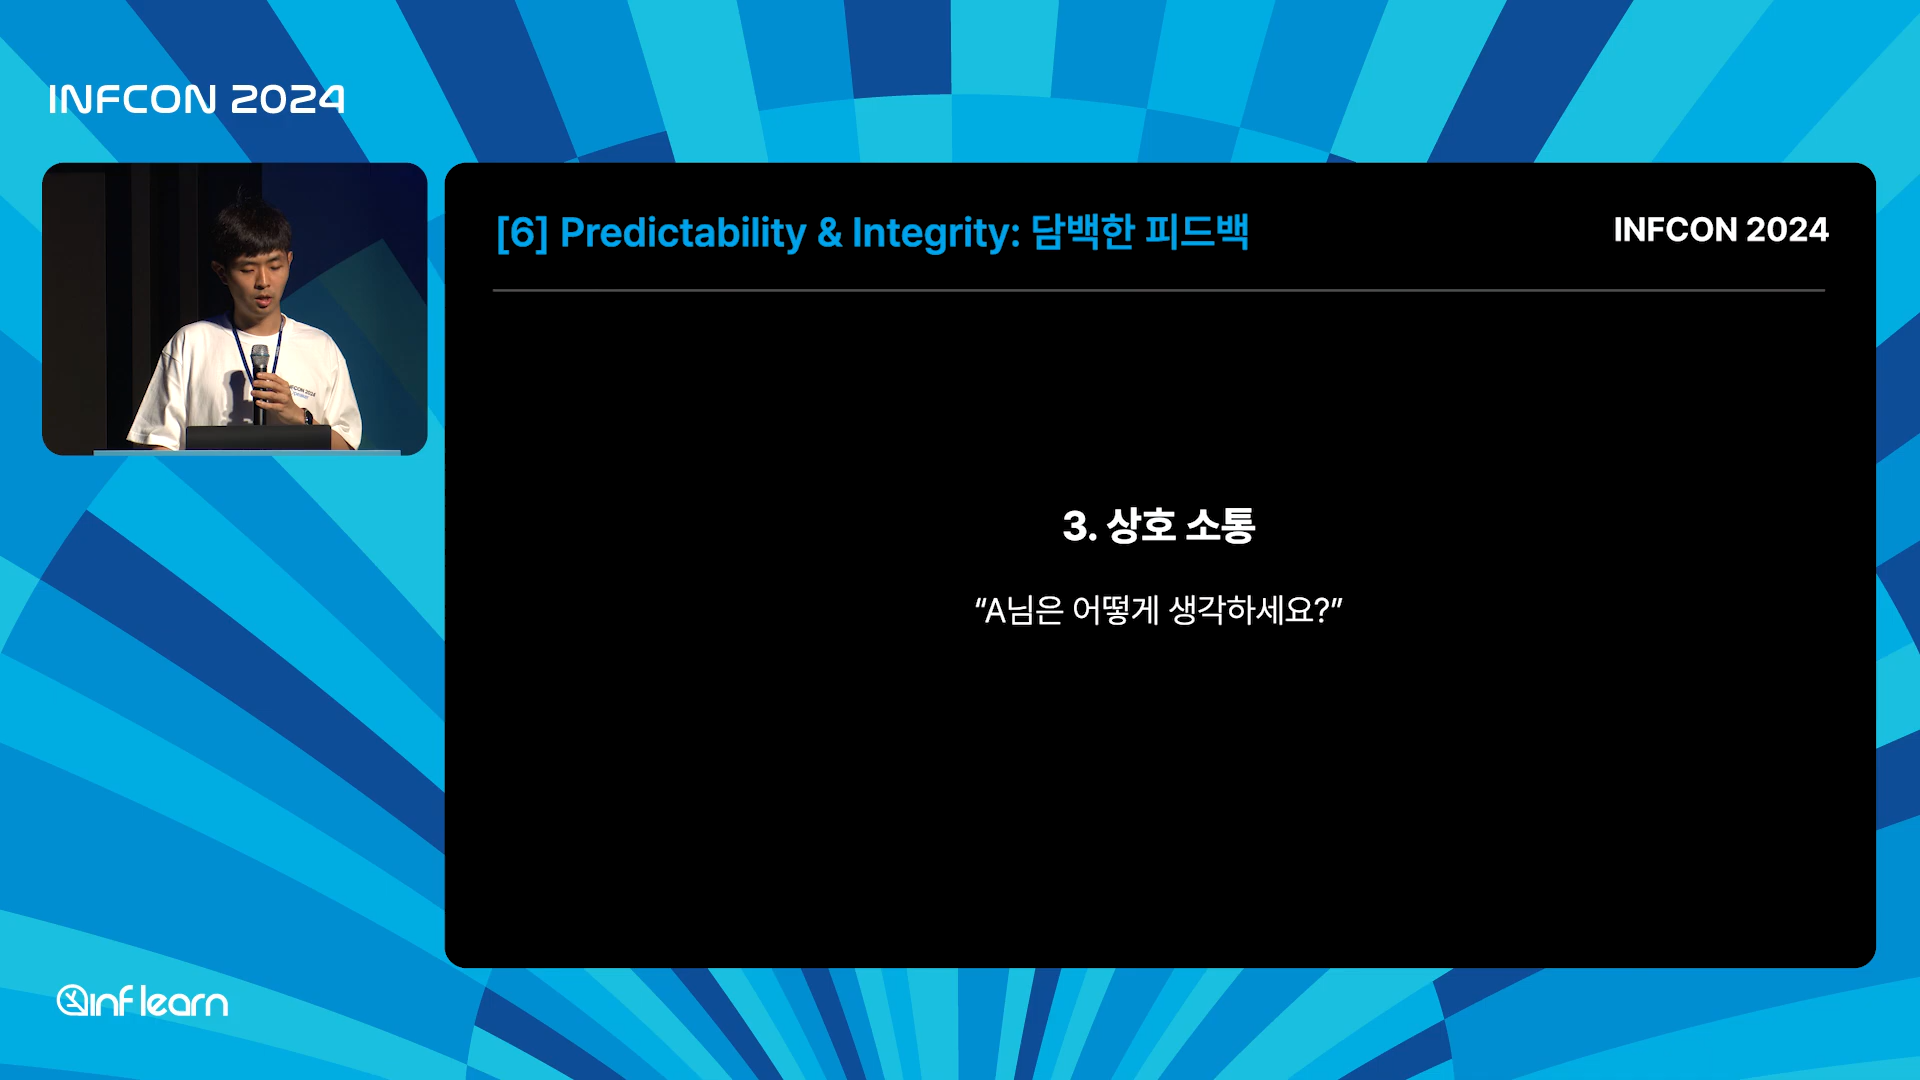 INFCON 2024
[6] Predictability & Integrity: 담백한 피드백
INFCON 2024
3. 상호 소통
“A님은 어떻게 생각하세요?”
inflearn